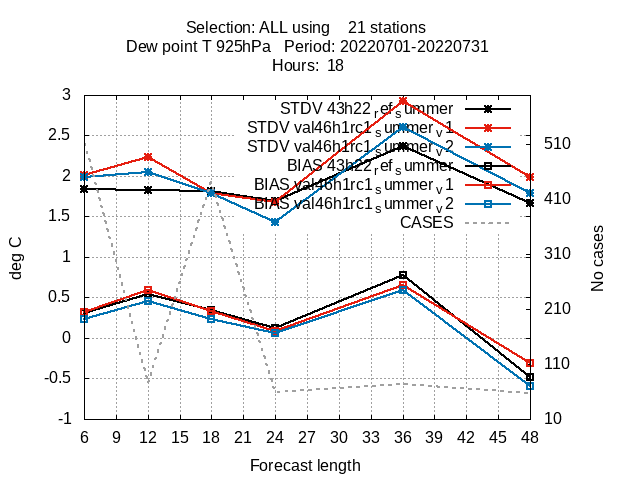 Selection: ALL using 21 stations
Dew point T 925hPa Period: 20220701-20220731
Hours: 18
3
2.5
2
1.5
1
0.5
0
-0.5
-1
deg C
STDV 43h22_ref_summer
STDV val46h1rc1_summer_v1
STDV val46h1rc1_summer_v2
BIAS 43h22_ref_summer
BIAS val46h1rc1_summer_v1
BIAS val46h1rc1_summer_v2
CASES
510
410
310
210
110
10
No cases
6 9 12 15 18 21 24 27 30 33 36 39 42 45 48
Forecast length